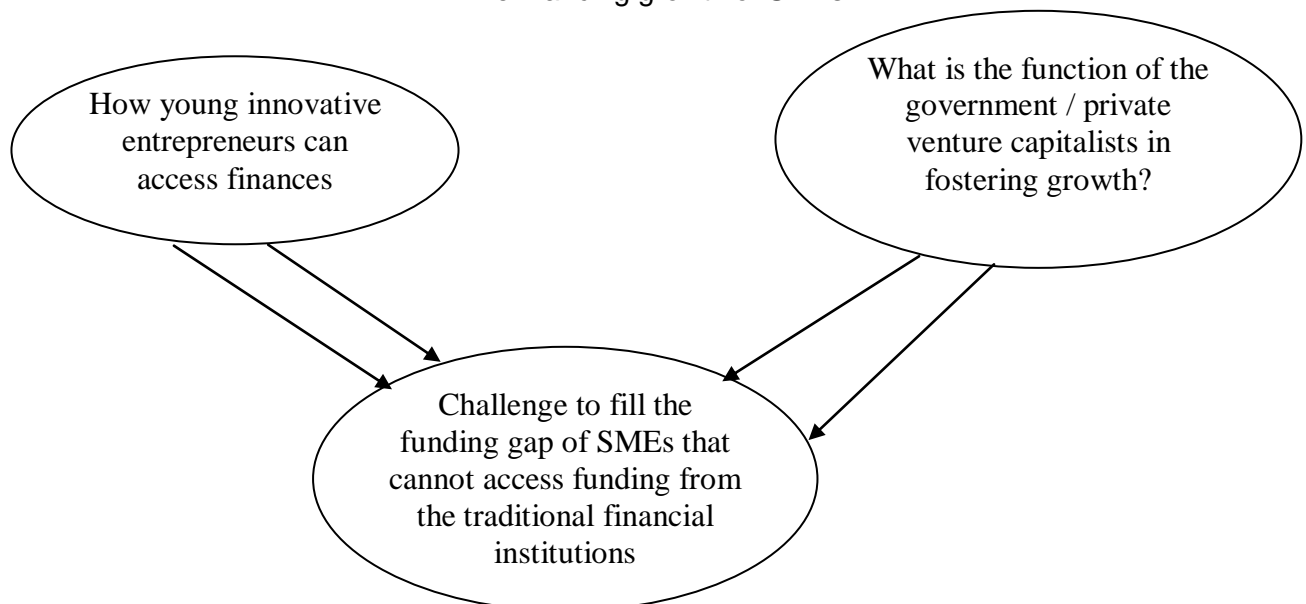 How young innovative
entrepreneurs can
access finances
What is the function of the
government / private
venture capitalists in
fostering growth?
Challenge to fill the
funding gap of SMEs that
cannot access funding from
the traditional financial
institutions